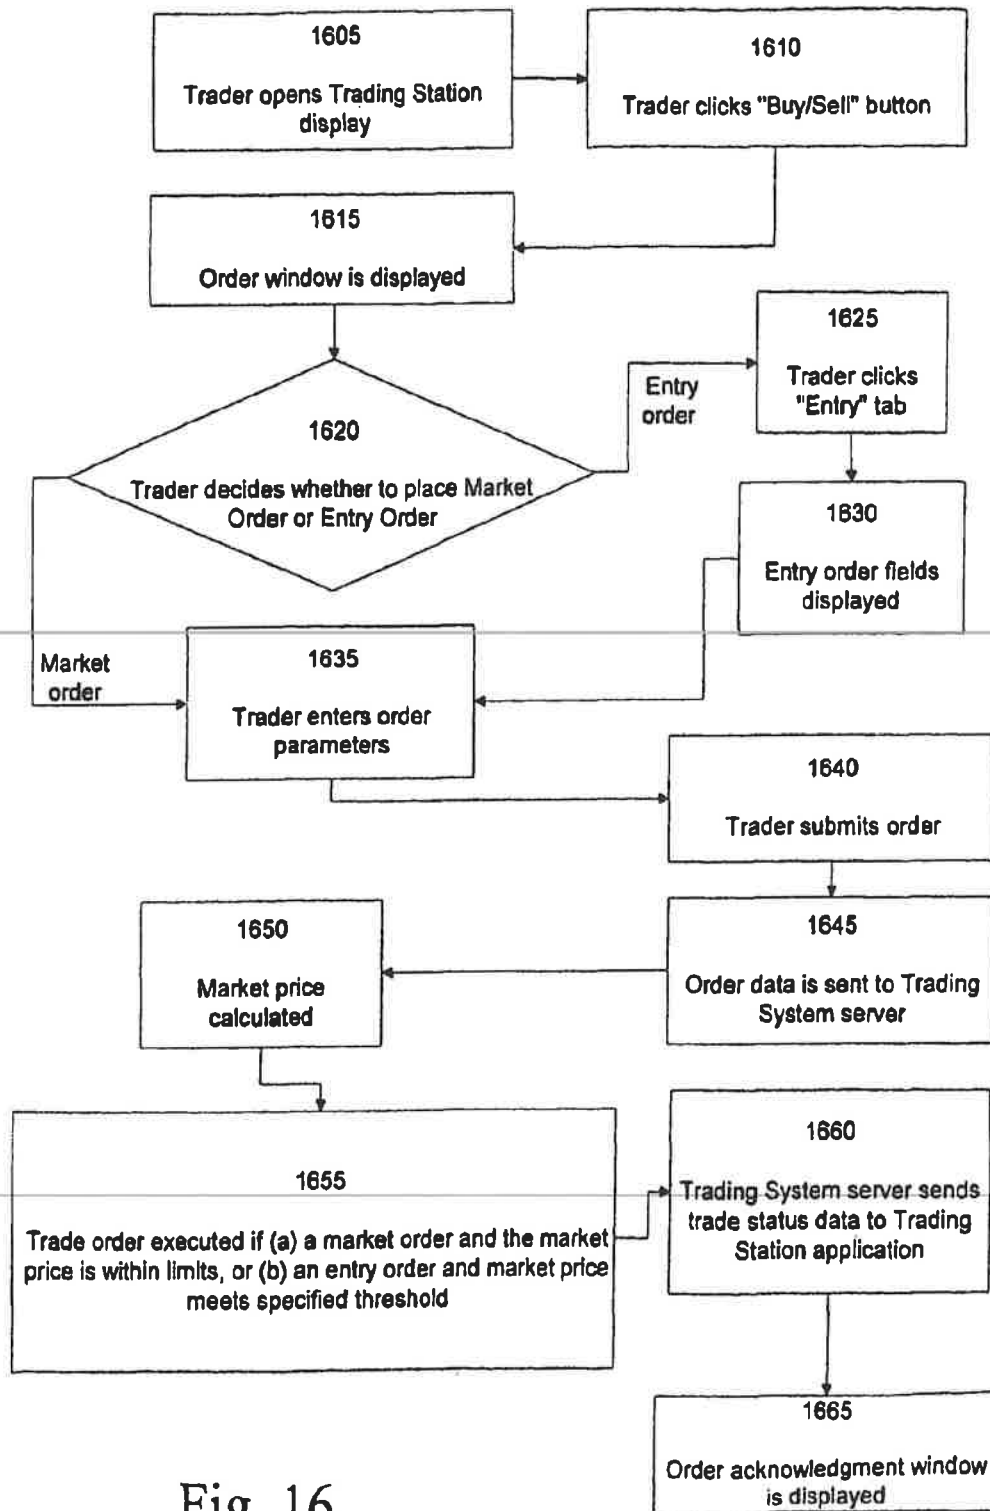 1605
Trader opens Trading Station
display
1610
Trader clicks "Buy/Sell" button
1615
Order window is displayed
1620
Trader decides whether to place Market
Order or Entry Order
Entry
order
1625
Trader clicks
"Entry" tab
1630
Entry order fields
displayed
Market
order
1635
Trader enters order
parameters
1640
Trader submits order
1645
Order data is sent to Trading
System server
1650
Market price
calculated
1655
Trade order executed if (a) a market order and the market
price is within limits, or (b) an entry order and market price
meets specified threshold
1660
Trading System server sends
trade status data to Trading
Station application
1665
Order acknowledgment window
is displayed
Fig. 16